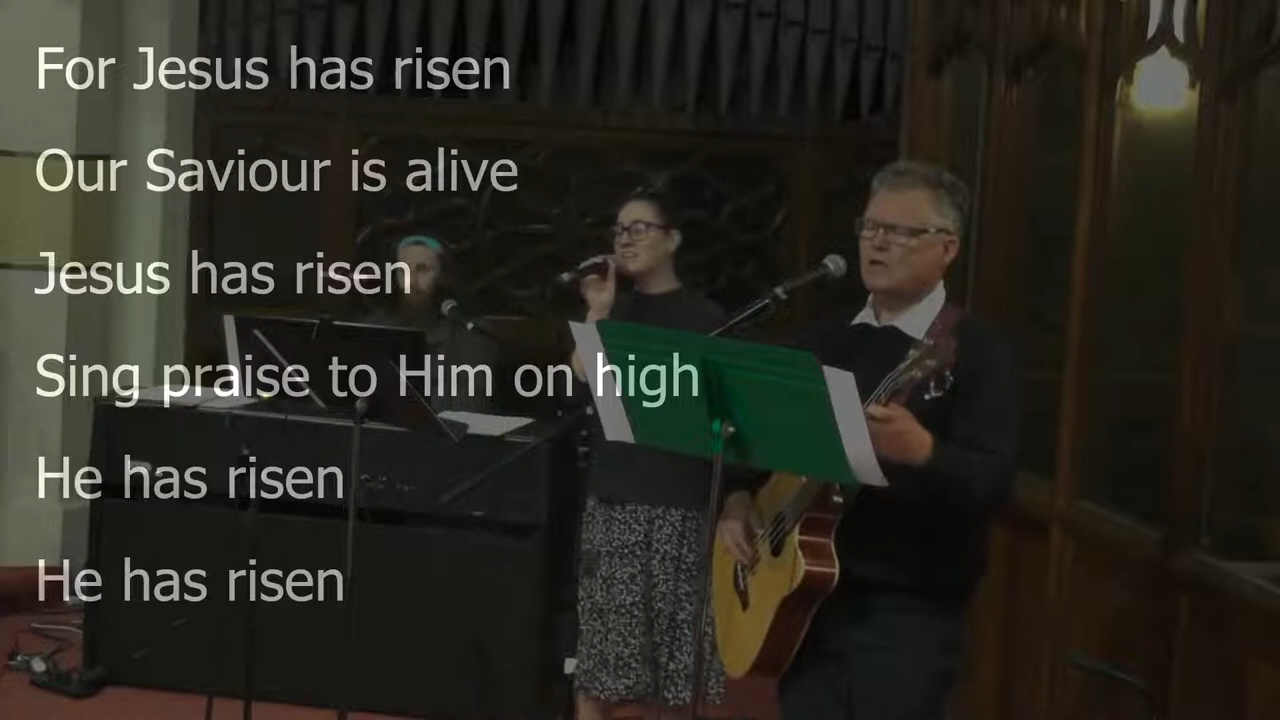 For Jesus has risen
Our Saviour is alive
Jesus has risen
Sing praise to Him on high
He has risen
He has risen